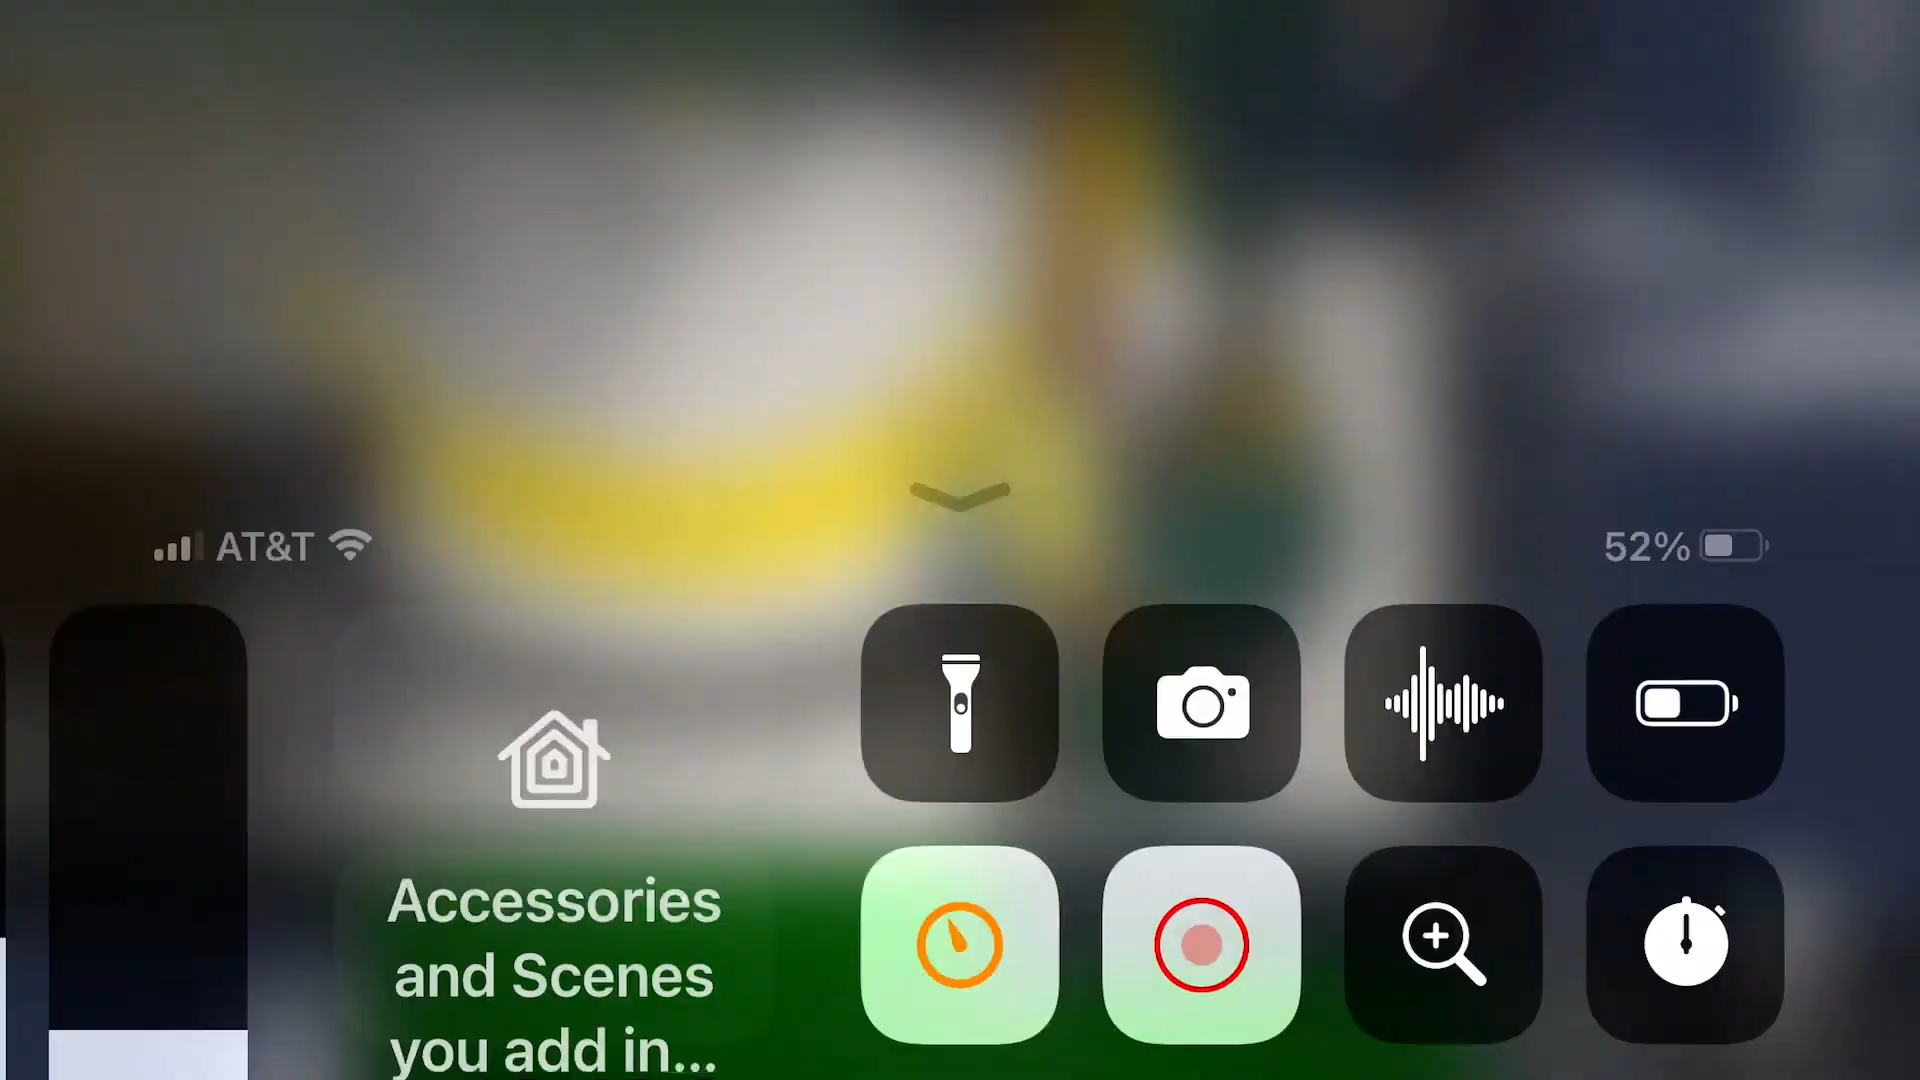 AT&T
52%
Accessories
and Scenes
you add in...